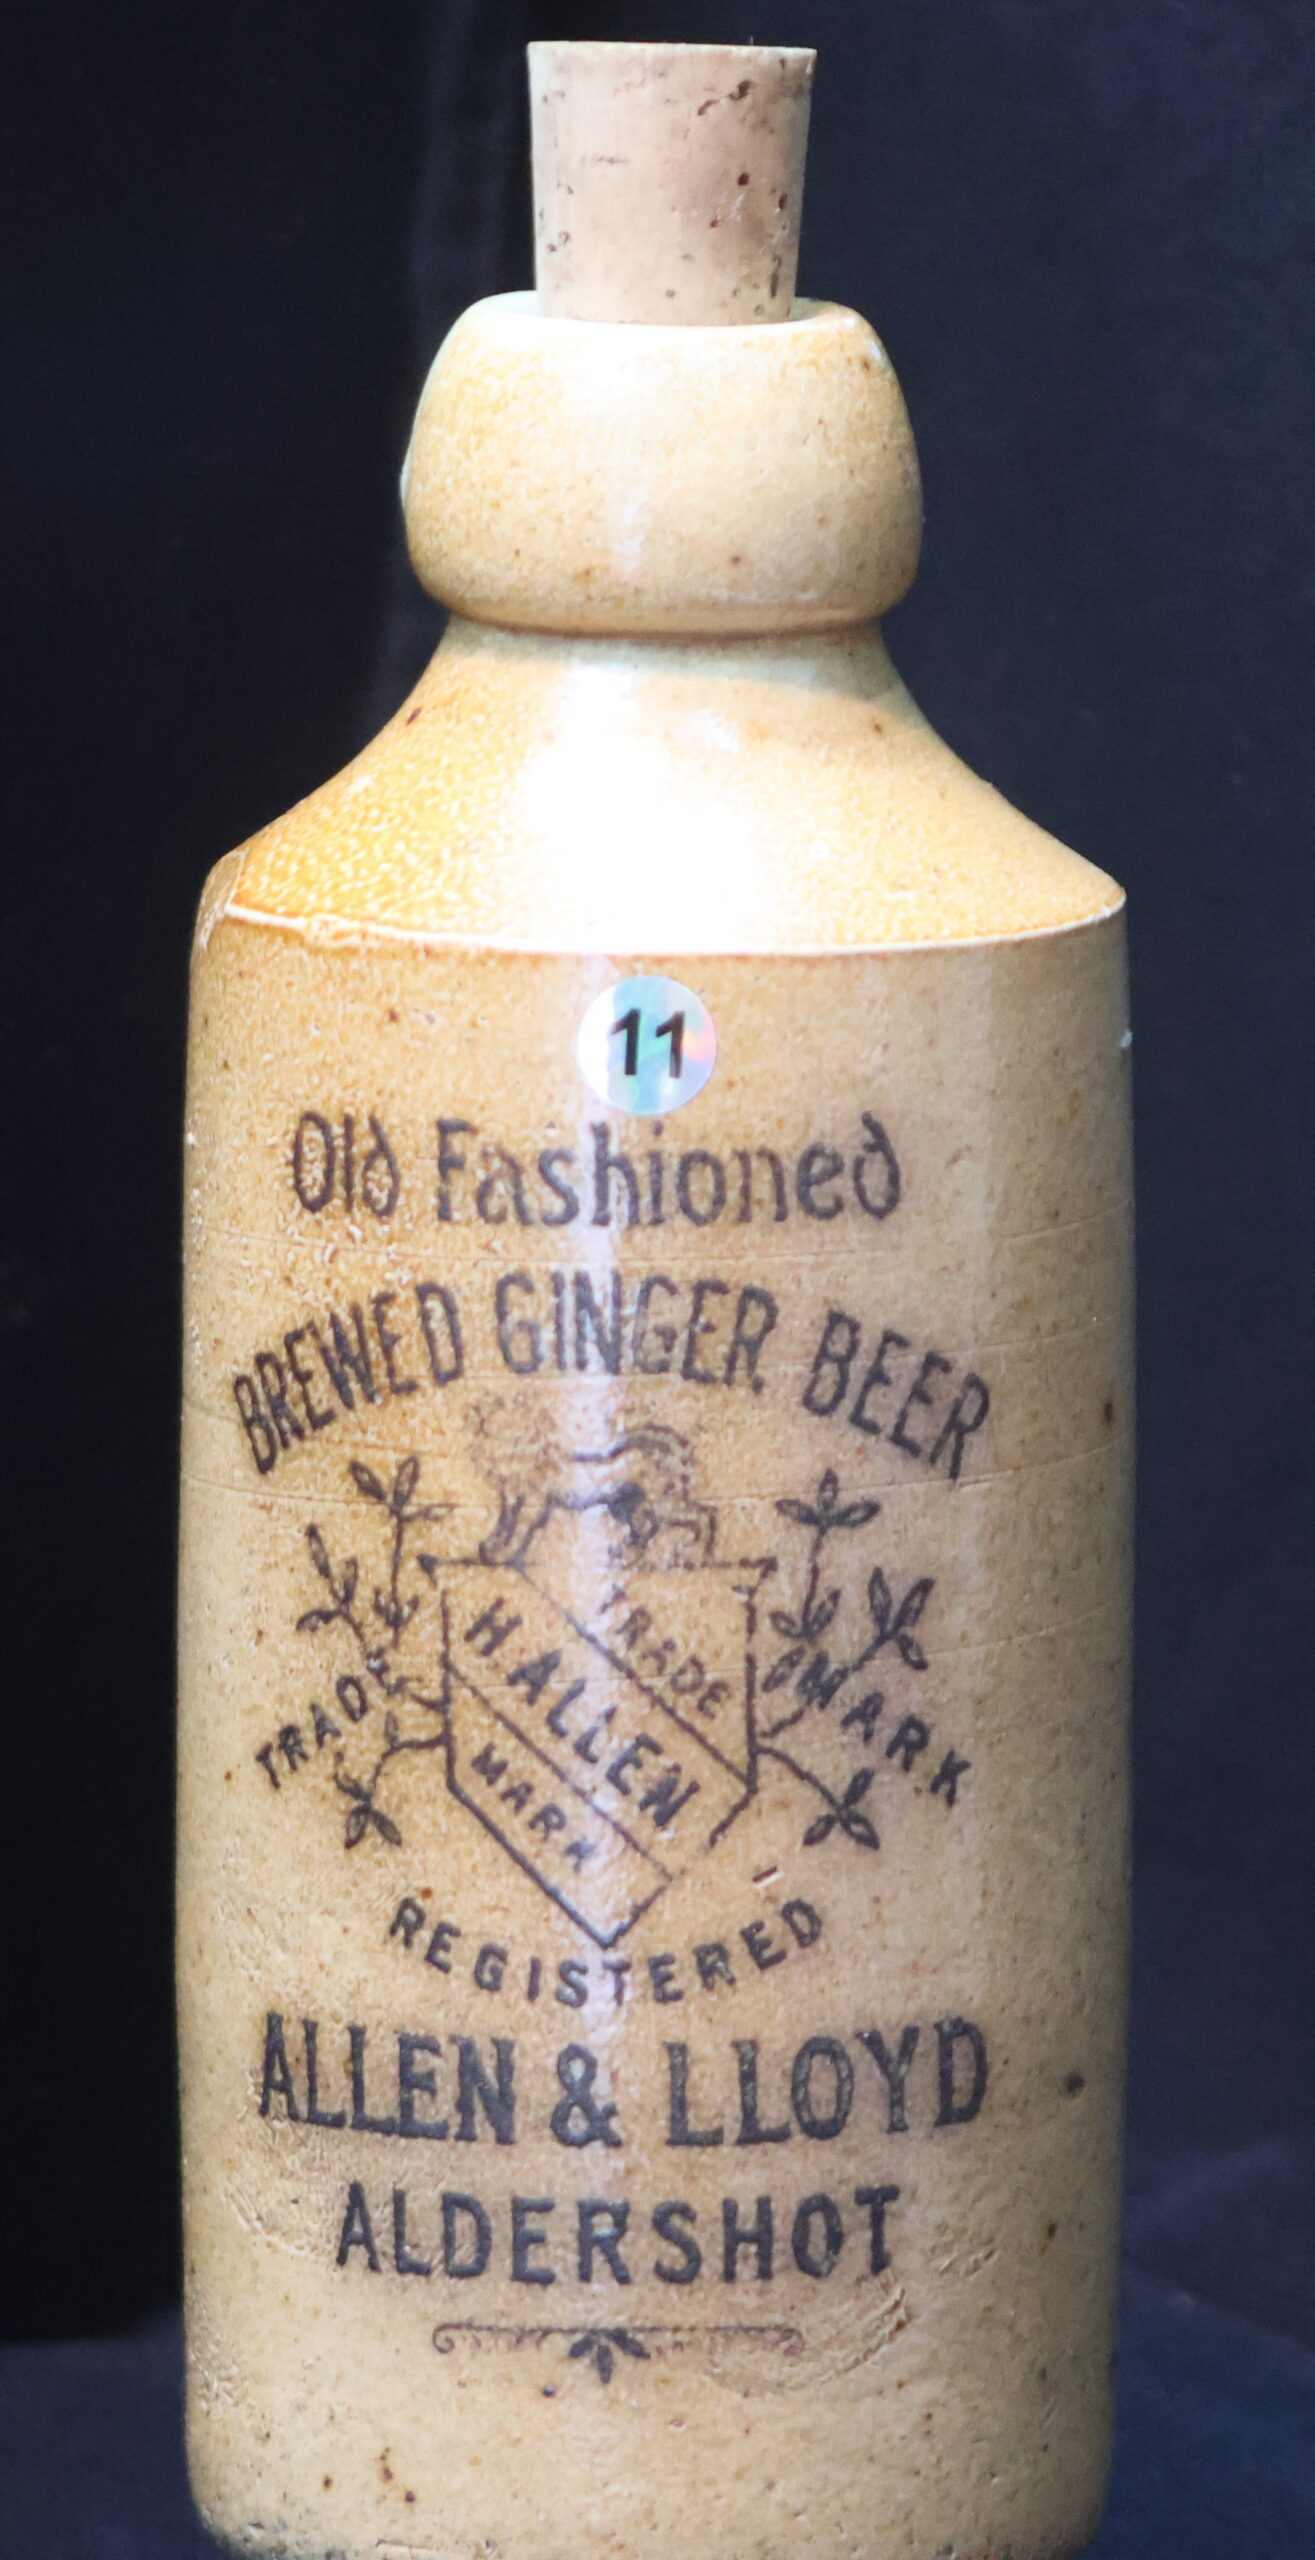 11
Old Fashioned
BREWED GINGER BEER
TRADE
H ALLEN
MARK
TRADE MARK
REGISTERED
ALLEN & LLOYD
ALDERSHOT